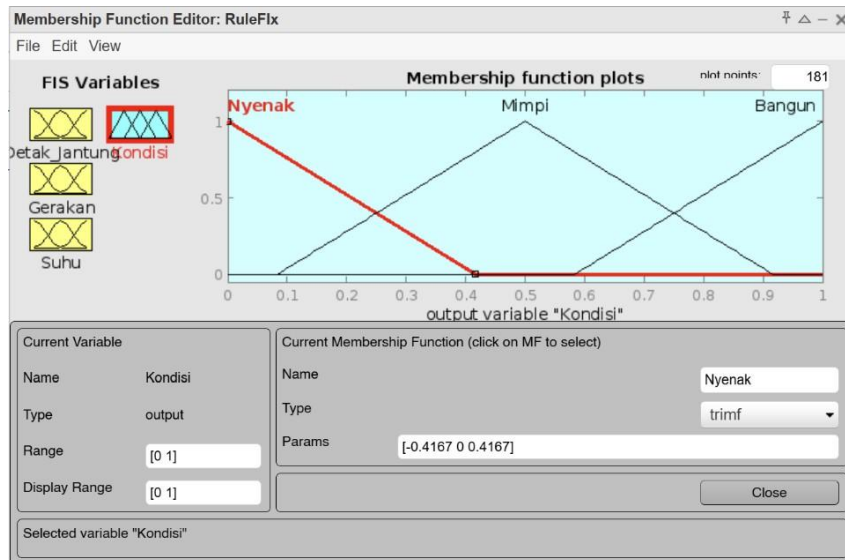 Membership Function Editor: RuleFIx
File Edit View
FIS Variables
Detak_Jantung
Kondisi
Gerakan
Suhu
Membership function plots
plot points:
181
Nyenak
Mimpi
Bangun
1
0.5
0
0 0.1 0.2 0.3 0.4 0.5 0.6 0.7 0.8 0.9 1
output variable "Kondisi"
Current Variable
Name Kondisi
Type output
Range [0 1]
Display Range [0 1]
Current Membership Function (click on MF to select)
Name Nyenak
Type trimf
Params [-0.4167 0 0.4167]
Close
Selected variable "Kondisi"